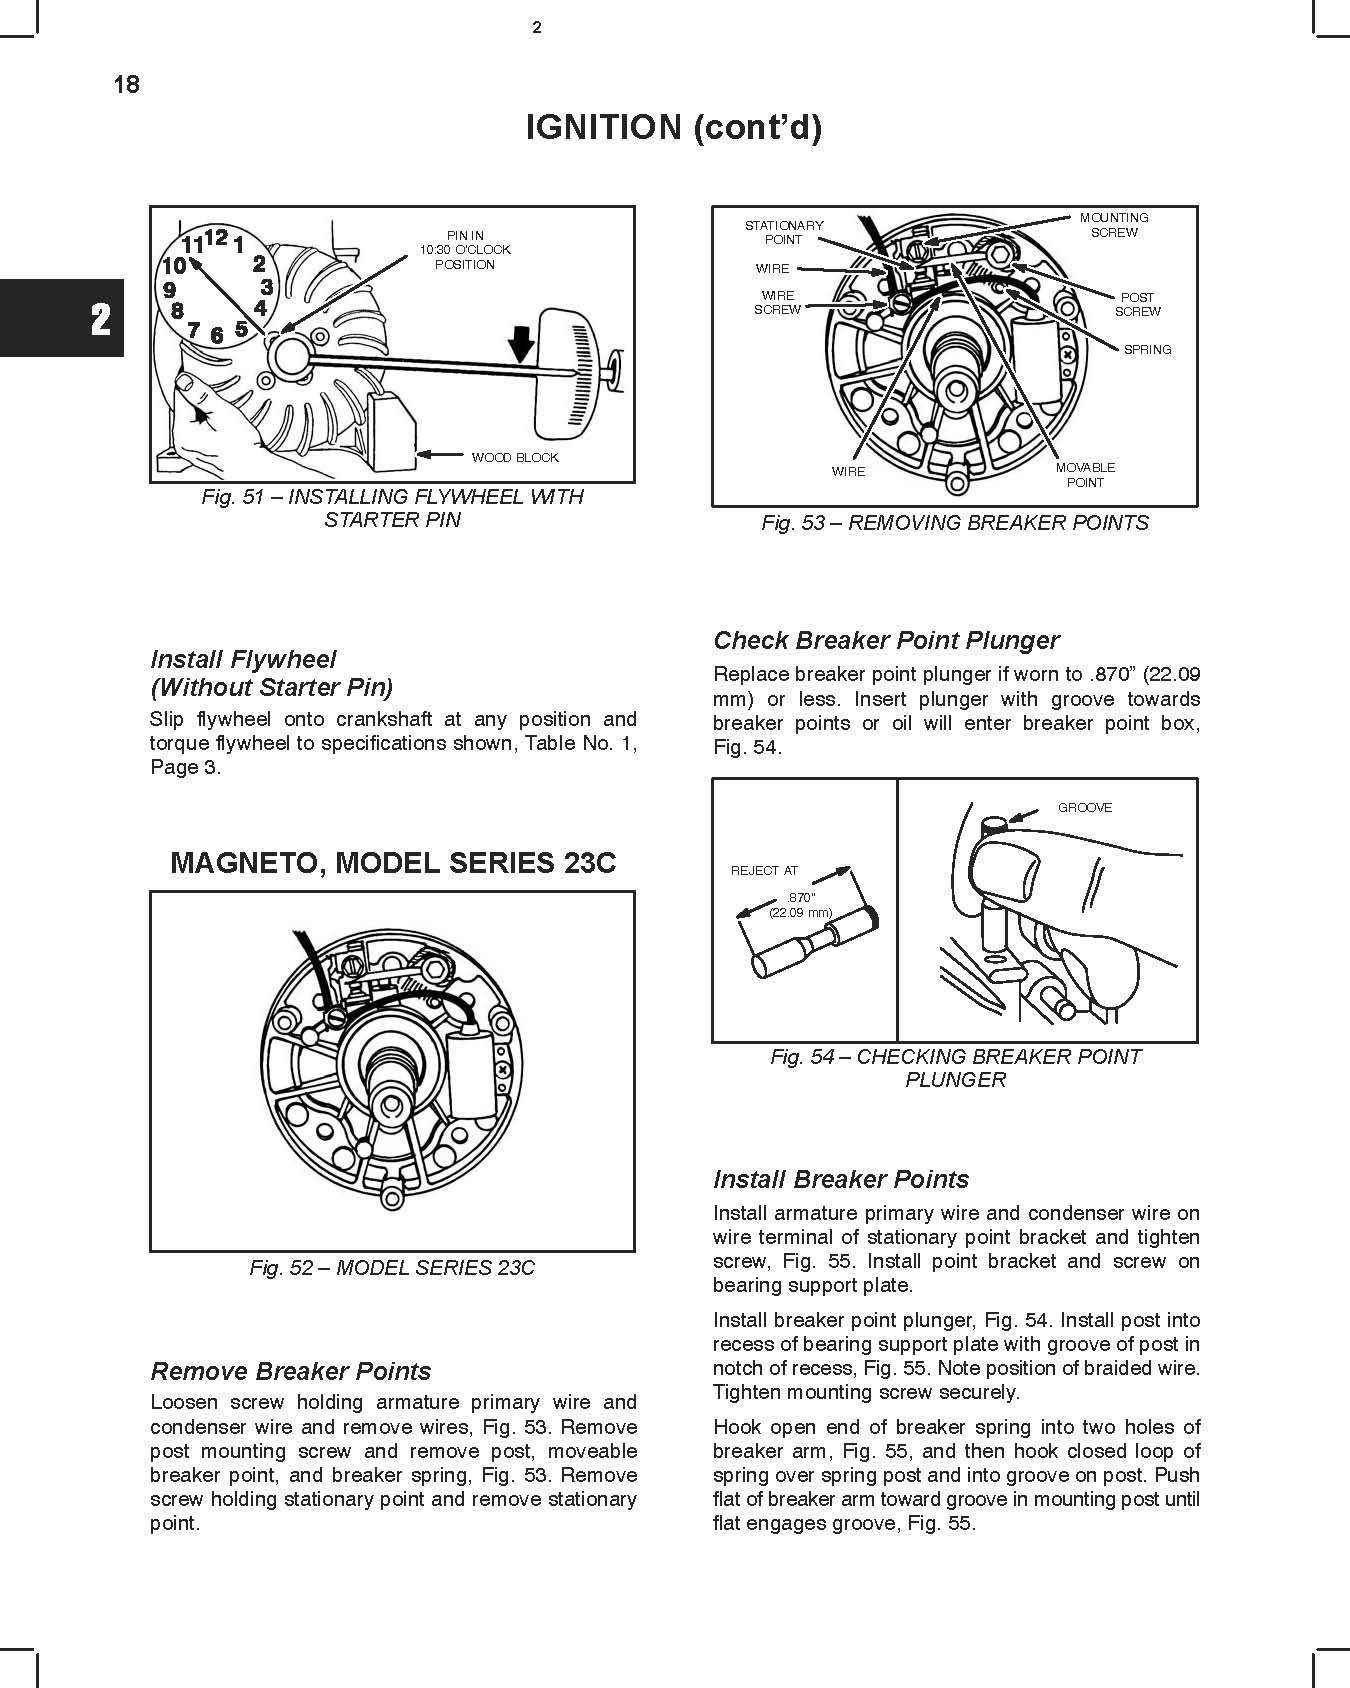 2
18
IGNITION (cont’d)
2
12
11
1
10
2
9
3
8
4
7
6
5
PIN IN
10:30 O’CLOCK
POSITION
WOOD BLOCK
Fig. 51 – INSTALLING FLYWHEEL WITH
STARTER PIN
Install Flywheel
(Without Starter Pin)
Slip flywheel onto crankshaft at any position and
torque flywheel to specifications shown, Table No. 1,
Page 3.
MAGNETO, MODEL SERIES 23C
Fig. 52 – MODEL SERIES 23C
Remove Breaker Points
Loosen screw holding armature primary wire and
condenser wire and remove wires, Fig. 53. Remove
post mounting screw and remove post, moveable
breaker point, and breaker spring, Fig. 53. Remove
screw holding stationary point and remove stationary
point.
STATIONARY
POINT
MOUNTING
SCREW
WIRE
WIRE
SCREW
POST
SCREW
SPRING
WIRE
MOVABLE
POINT
Fig. 53 – REMOVING BREAKER POINTS
Check Breaker Point Plunger
Replace breaker point plunger if worn to .870” (22.09
mm) or less. Insert plunger with groove towards
breaker points or oil will enter breaker point box,
Fig. 54.
GROOVE
REJECT AT
.870”
(22.09 mm)
Fig. 54 – CHECKING BREAKER POINT
PLUNGER
Install Breaker Points
Install armature primary wire and condenser wire on
wire terminal of stationary point bracket and tighten
screw, Fig. 55. Install point bracket and screw on
bearing support plate.
Install breaker point plunger, Fig. 54. Install post into
recess of bearing support plate with groove of post in
notch of recess, Fig. 55. Note position of braided wire.
Tighten mounting screw securely.
Hook open end of breaker spring into two holes of
breaker arm, Fig. 55, and then hook closed loop of
spring over spring post and into groove on post. Push
flat of breaker arm toward groove in mounting post until
flat engages groove, Fig. 55.